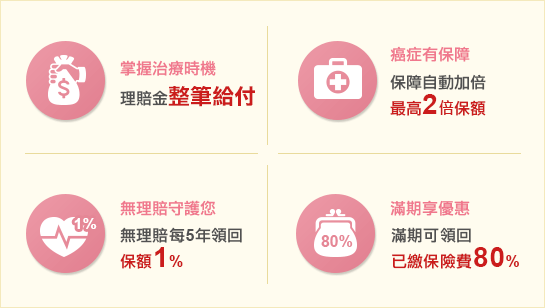 掌握治療時機
理賠金整筆給付
癌症有保障
保障自動加倍
最高2倍保額
無理賠守護您
無理賠每5年領回
保額1%
滿期享優惠
滿期可領回
已繳保險費80%
$
1%
80%